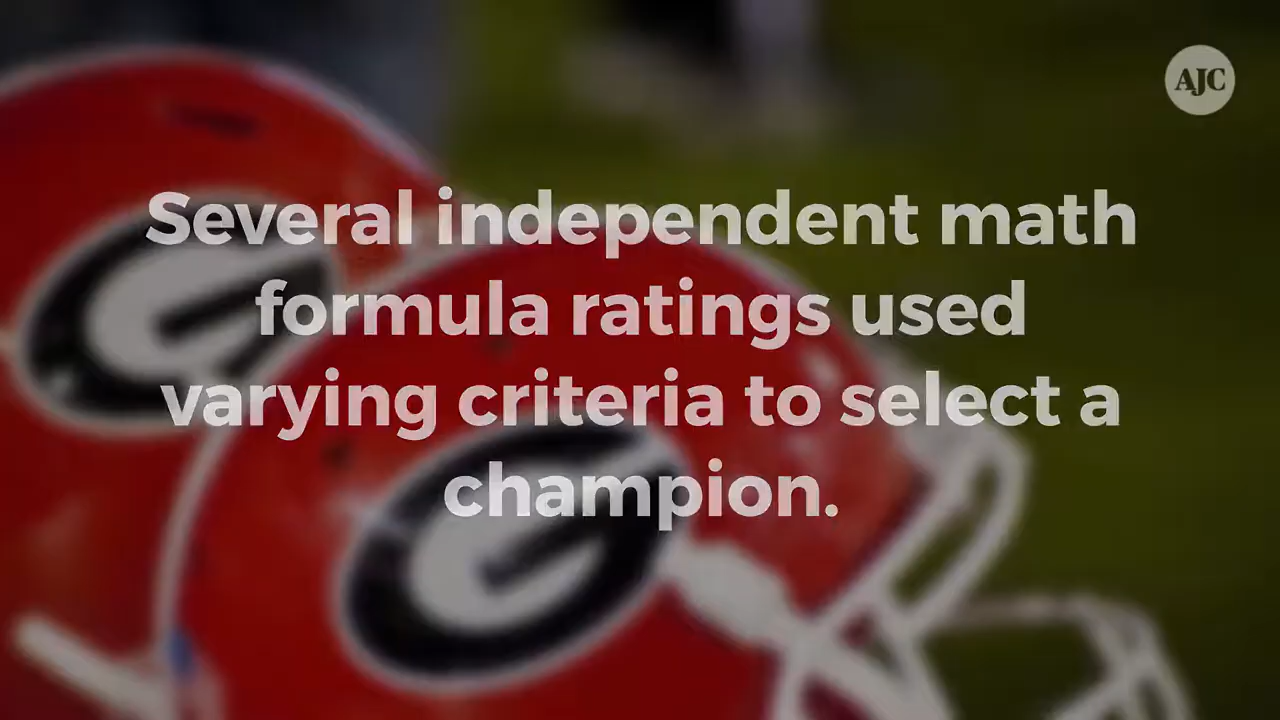 AJC
Several independent math
formula ratings used
varying criteria to select a
champion.
G
G